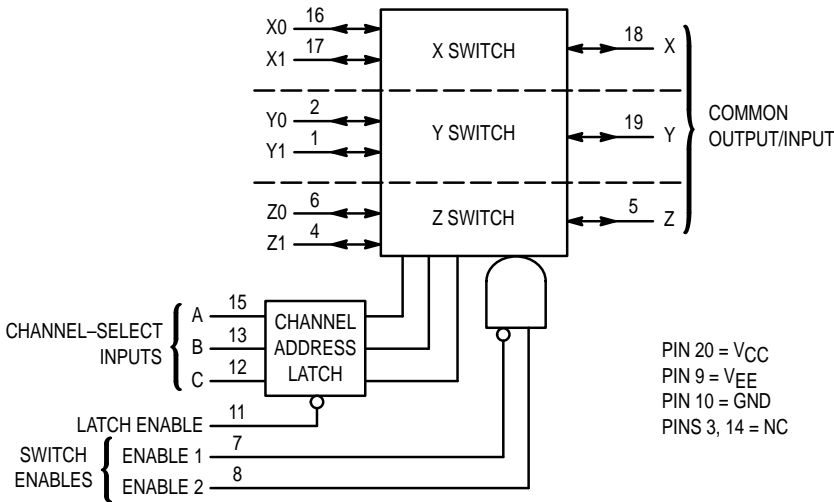 X0 16
X1 17
X SWITCH
18 X
Y0 2
Y1 1
Y SWITCH
19 Y
COMMON
OUTPUT/INPUT
Z0 6
Z1 4
Z SWITCH
5 Z
CHANNEL–SELECT
INPUTS
A 15
B 13
C 12
CHANNEL
ADDRESS
LATCH
LATCH ENABLE 11
SWITCH
ENABLES
ENABLE 1 7
ENABLE 2 8
PIN 20 = VCC
PIN 9 = VEE
PIN 10 = GND
PINS 3, 14 = NC